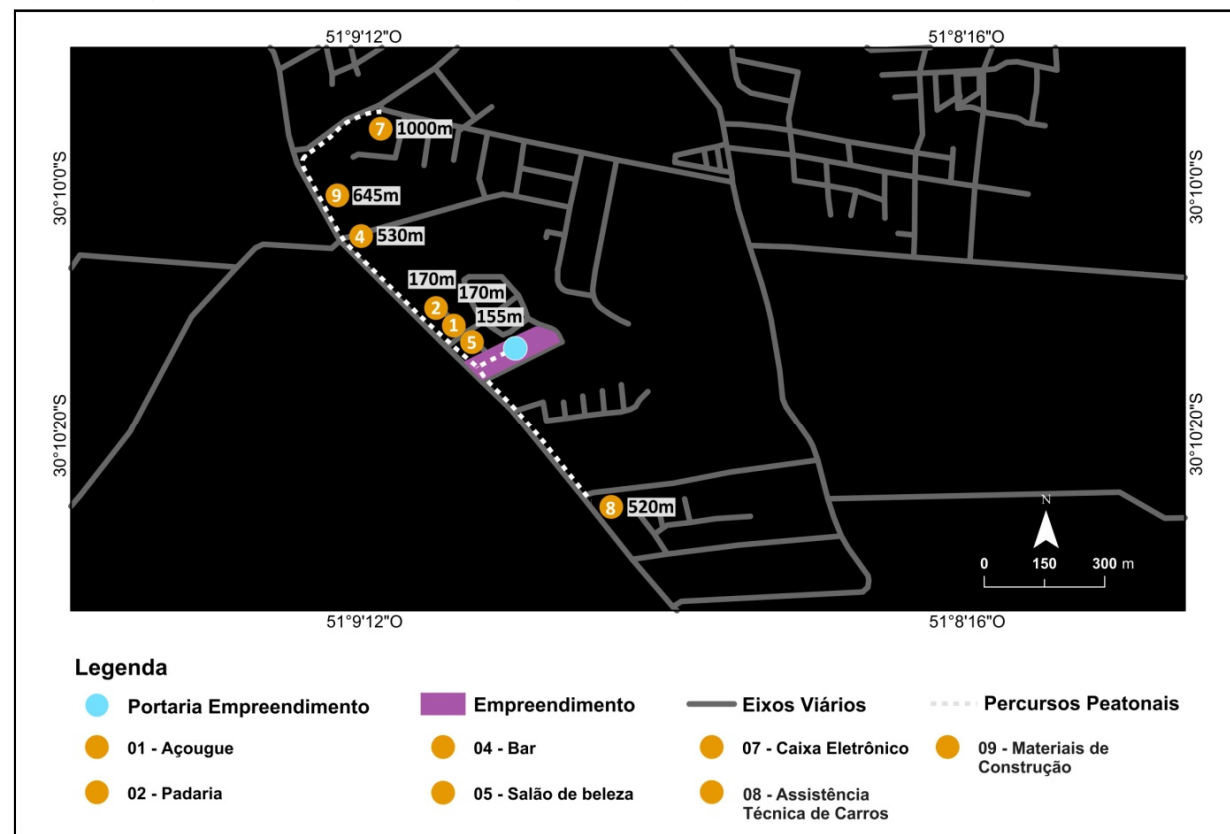 51°9'12"O
51°8'16"O
30°10'0"S
30°10'0"S
7 1000m
9 645m
4 530m
170m
170m
2
1
155m
5
30°10'20"S
30°10'20"S
8 520m
N
0 150 300 m
51°9'12"O
51°8'16"O
Legenda
Portaria Empreendimento
Empreendimento
Eixos Viários
Percursos Peatonais
01 - Açougue
04 - Bar
07 - Caixa Eletrônico
09 - Materiais de
Construção
02 - Padaria
05 - Salão de beleza
08 - Assistência
Técnica de Carros